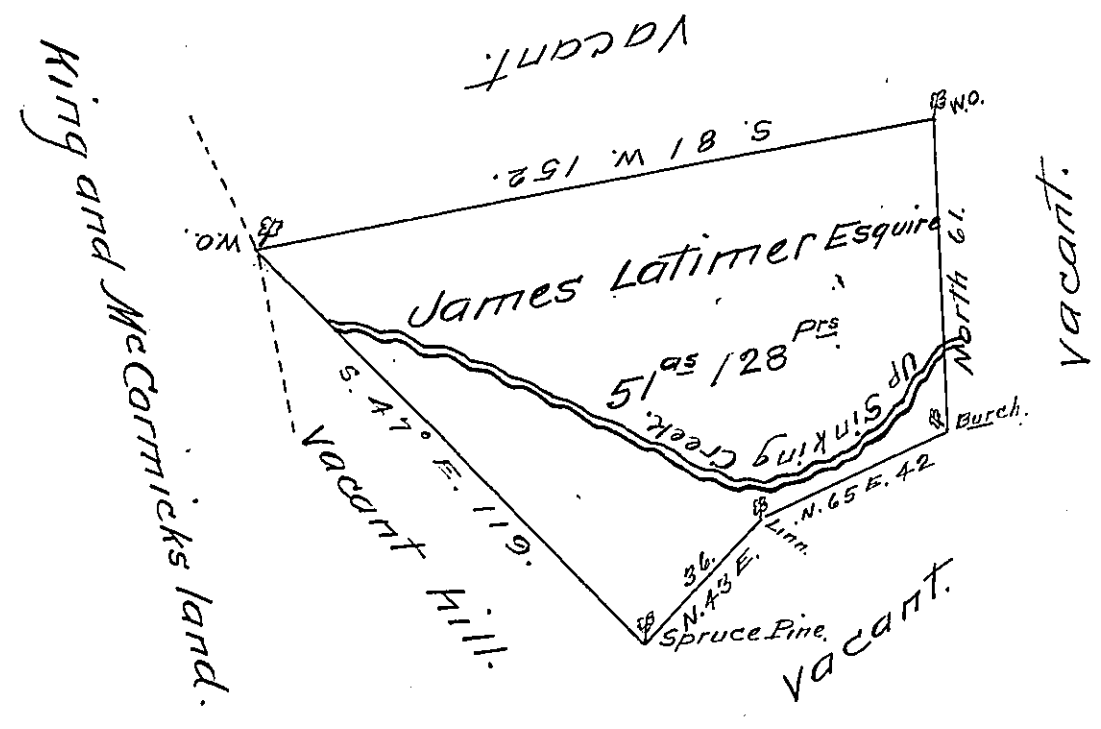 Vacant.
W.O.
S. 81 W. 152.
King and McCormicks land.
W.O.
James Latimer Esquire
North 61.
Vacant.
51as / 28Prs
UP Sinking Creek.
S. 47° E. 119.
Burch.
N. 65 E. 42
Linn.
Vacant hill.
36.
N. 43 E.
Spruce Pine
Vacant.